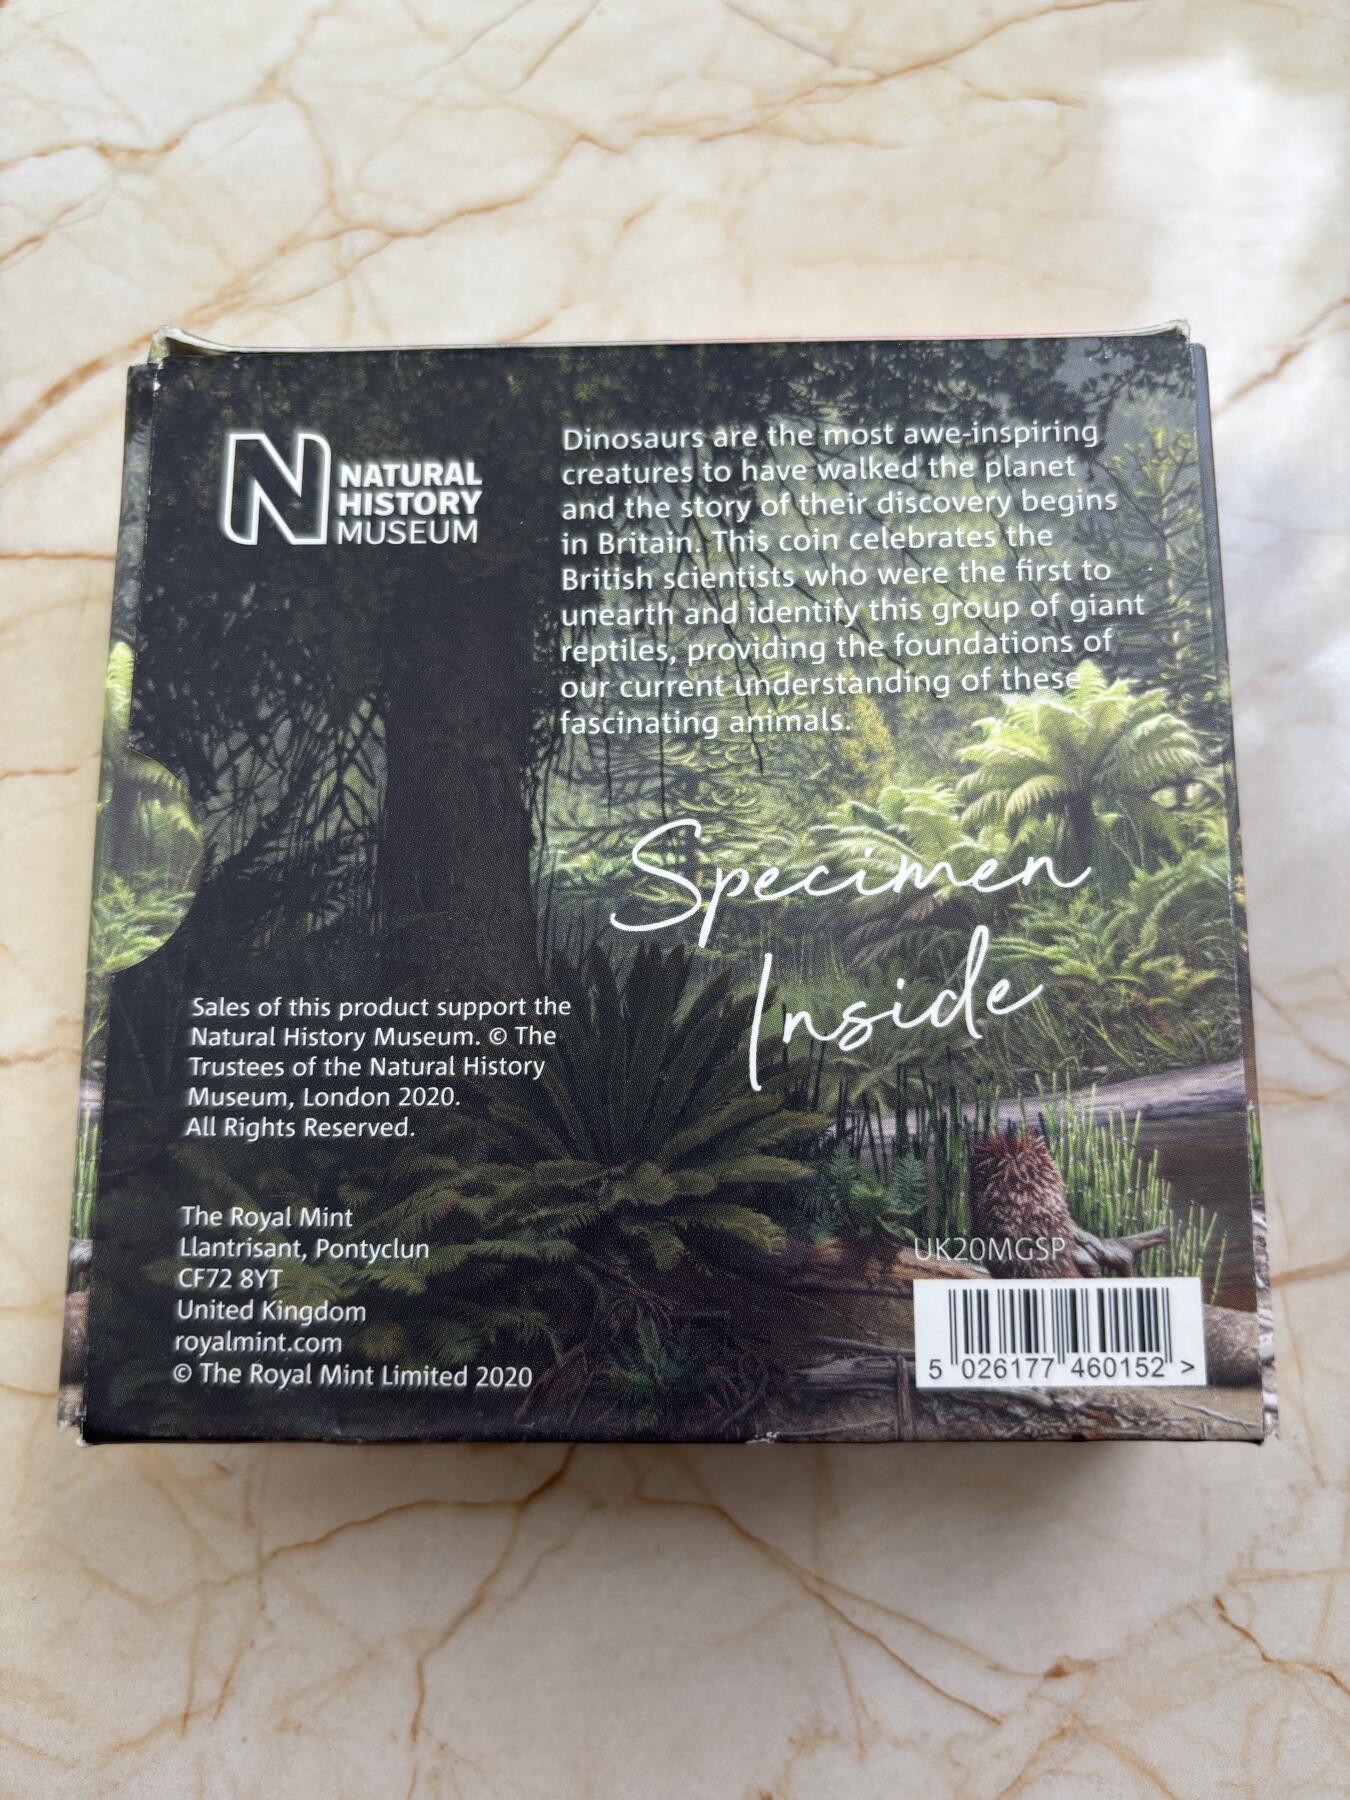 N NATURAL
HISTORY
MUSEUM
Dinosaurs are the most awe-inspiring
creatures to have walked the planet
and the story of their discovery begins
in Britain. This coin celebrates the
British scientists who were the first to
unearth and identify this group of giant
reptiles, providing the foundations of
our current understanding of these
fascinating animals.
Specimen
Inside
Sales of this product support the
Natural History Museum. © The
Trustees of the Natural History
Museum, London 2020.
All Rights Reserved.
The Royal Mint
Llantrisant, Pontyclun
CF72 8YT
United Kingdom
royalmint.com
© The Royal Mint Limited 2020
UK20MGSP
5 026177 460152 >